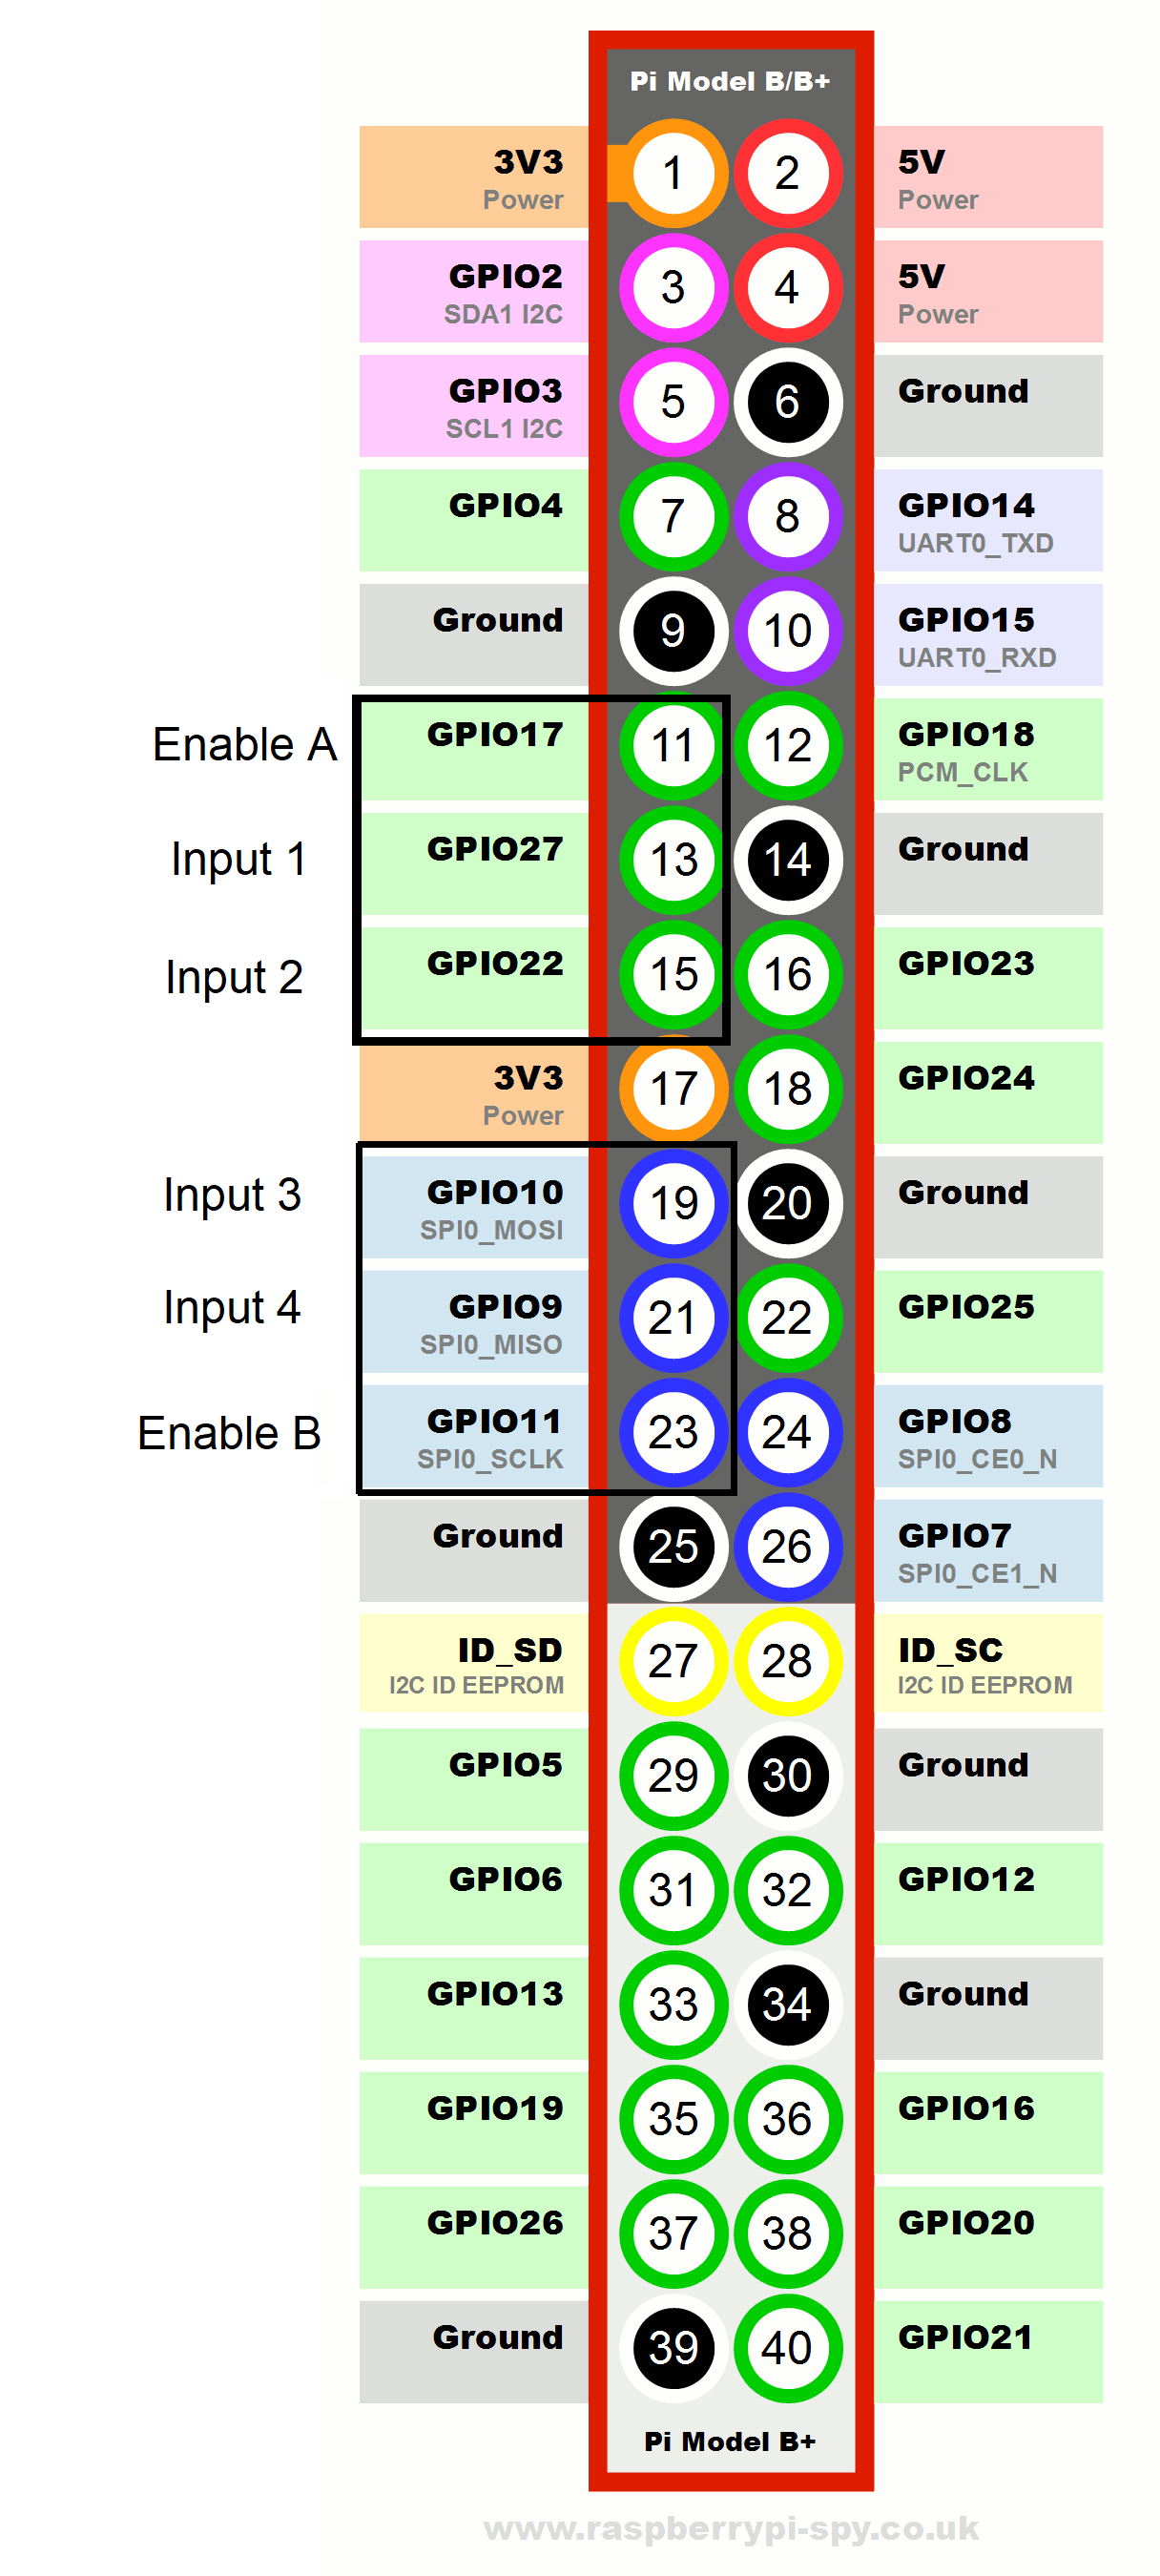 Pi Model B/B+
3V3 1 2 5V
Power Power
GPIO2 3 4 5V
SDA1 I2C Power
GPIO3 5 6 Ground
SCL1 I2C
GPIO4 7 8 GPIO14
UART0_TXD
Ground 9 10 GPIO15
UART0_RXD
Enable A GPIO17 11 12 GPIO18
PCM_CLK
Input 1 GPIO27 13 14 Ground
Input 2 GPIO22 15 16 GPIO23
3V3 17 18 GPIO24
Power
Input 3 GPIO10 19 20 Ground
SPI0_MOSI
Input 4 GPIO9 21 22 GPIO25
SPI0_MISO
Enable B GPIO11 23 24 GPIO8
SPI0_SCLK SPI0_CE0_N
Ground 25 26 GPIO7
SPI0_CE1_N
ID_SD 27 28 ID_SC
I2C ID EEPROM I2C ID EEPROM
GPIO5 29 30 Ground
GPIO6 31 32 GPIO12
GPIO13 33 34 Ground
GPIO19 35 36 GPIO16
GPIO26 37 38 GPIO20
Ground 39 40 GPIO21
Pi Model B+
www.raspberrypi-spy.co.uk